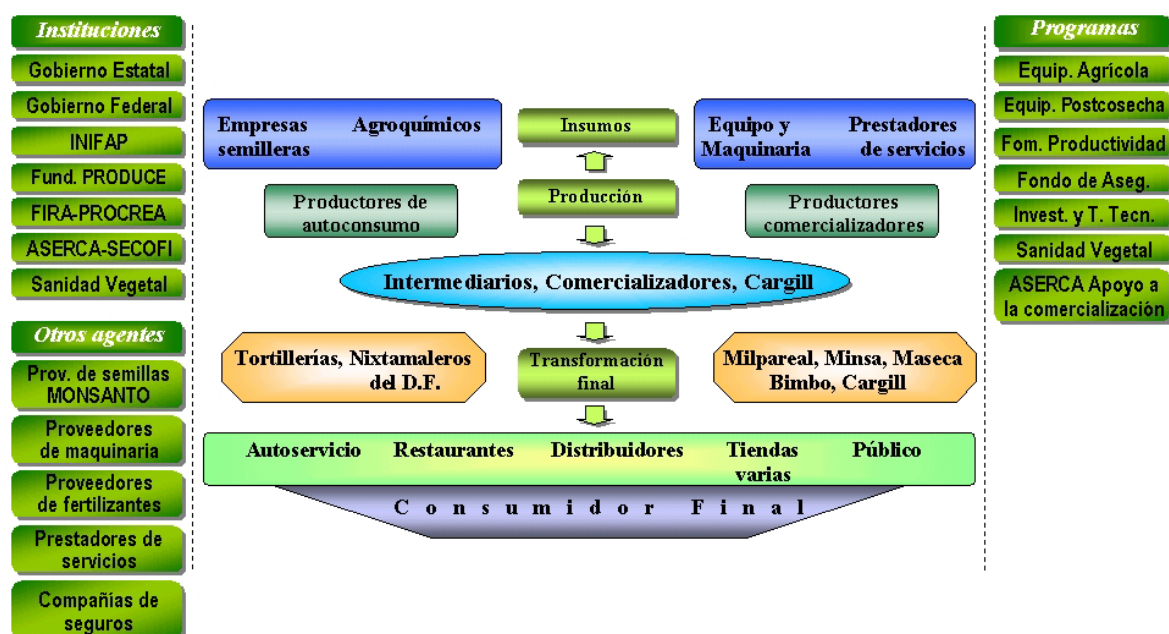 Instituciones
Gobierno Estatal
Gobierno Federal
INIFAP
Fund. PRODUCE
FIRA-PROCREA
ASERCA-SECOFI
Sanidad Vegetal
Otros agentes
Prov. de semillas
MONSANTO
Proveedores
de maquinaria
Proveedores
de fertilizantes
Prestadores de
servicios
Compañías de
seguros
Empresas Agroquímicos
semilleras
Insumos
Equipo y Prestadores
Maquinaria de servicios
Producción
Productores de
autoconsumo
Productores
comercializadores
Intermediarios, Comercializadores, Cargill
Tortillerías, Nixtamaleros
del D.F.
Transformación
final
Milpareal, Minsa, Maseca
Bimbo, Cargill
Autoservicio Restaurantes Distribuidores Tiendas Público
varias
Consumidor Final
Programas
Equip. Agrícola
Equip. Postcosecha
Fom. Productividad
Fondo de Aseg.
Invest. y T. Tecn.
Sanidad Vegetal
ASERCA Apoyo a
la comercialización